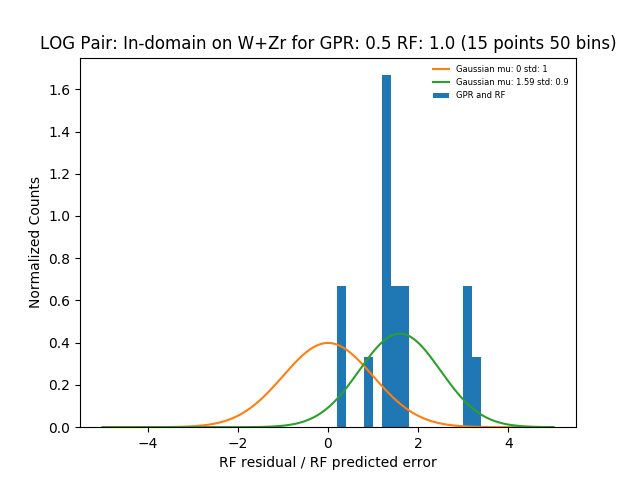 LOG Pair: In-domain on W+Zr for GPR: 0.5 RF: 1.0 (15 points 50 bins)
Gaussian mu: 0 std: 1
Gaussian mu: 1.59 std: 0.9
GPR and RF
Normalized Counts
1.6
1.4
1.2
1.0
0.8
0.6
0.4
0.2
0.0
−4
−2
0
2
4
RF residual / RF predicted error